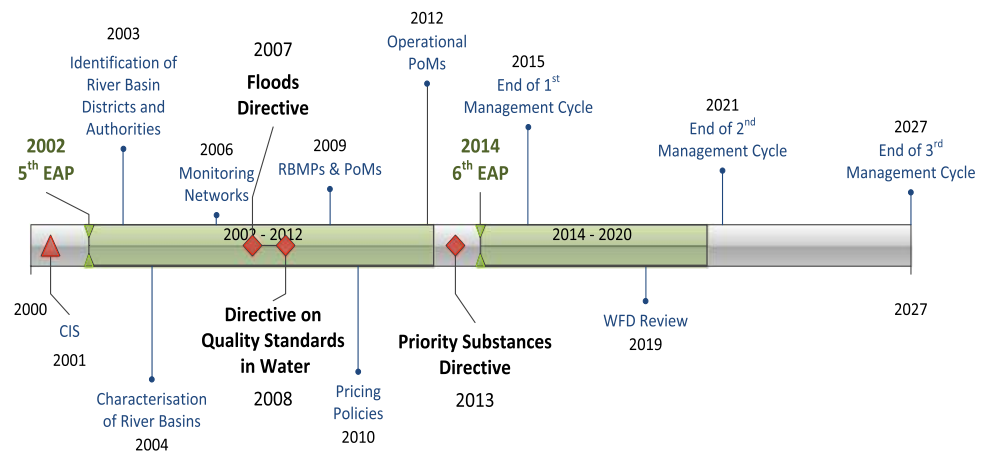 2003
Identification of
River Basin
Districts and
Authorities
2007
Floods
Directive
2012
Operational
PoMs
2015
End of 1st
Management Cycle
2021
End of 2nd
Management Cycle
2027
End of 3rd
Management Cycle
2002
5th EAP
2006
Monitoring
Networks
2009
RBMPs & PoMs
2014
6th EAP
2002 - 2012
2014 - 2020
2000
2027
CIS
2001
Characterisation
of River Basins
2004
Directive on
Quality Standards
in Water
2008
Pricing
Policies
2010
Priority Substances
Directive
2013
WFD Review
2019